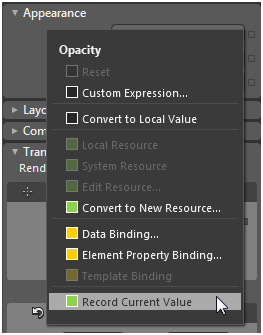 Appearance
Opacity
Reset
Custom Expression...
Convert to Local Value
Local Resource
System Resource
Edit Resource...
Convert to New Resource...
Data Binding...
Element Property Binding...
Template Binding
Record Current Value
Layo
Com
Tran
Rend